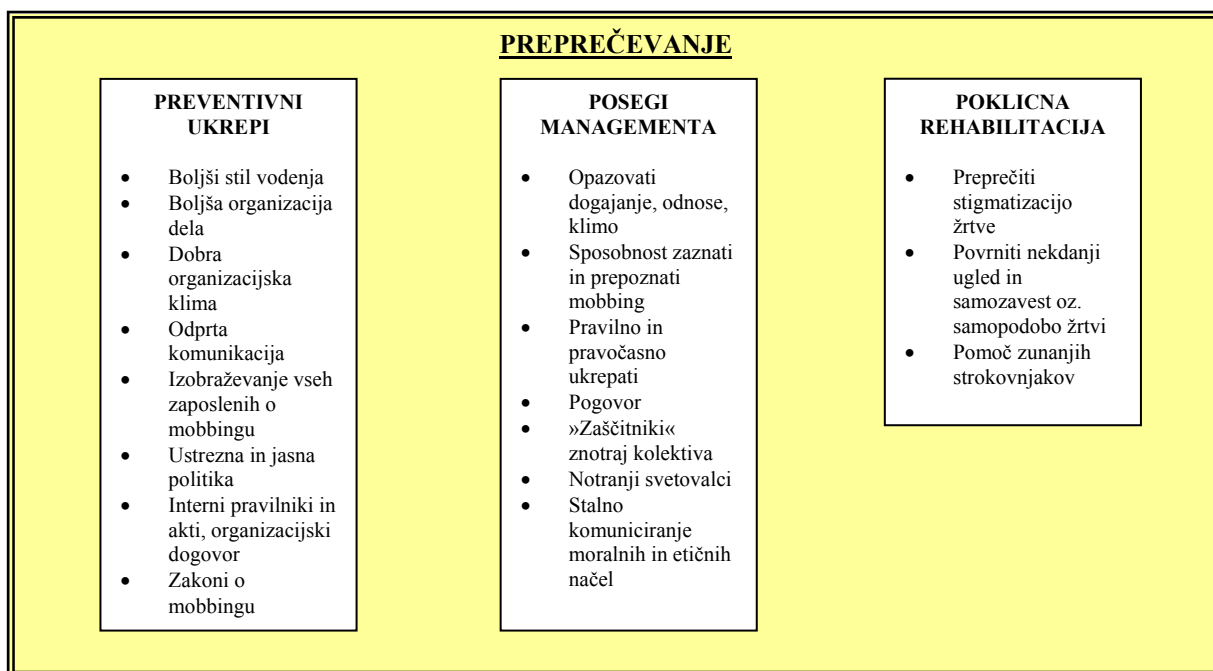 PREPREČEVANJE
PREVENTIVNI
UKREPI
• Boljši stil vodenja
• Boljša organizacija
dela
• Dobra
organizacijska
klima
• Odprta
komunikacija
• Izobraževanje vseh
zaposlenih o
mobbingu
• Ustrezna in jasna
politika
• Interni pravilniki in
akti, organizacijski
dogovor
• Zakoni o
mobbingu
POSEGI
MANAGEMENTA
• Opazovati
dogajanje, odnose,
klimo
• Sposobnost zaznati
in prepoznati
mobbing
• Pravilno in
pravočasno
ukrepati
• Pogovor
• »Zaščitniki«
znotraj kolektiva
• Notranji svetovalci
• Stalno
komuniciranje
moralnih in etičnih
načel
POKLICNA
REHABILITACIJA
• Preprečiti
stigmatizacijo
žrtve
• Povrniti nekdanji
ugled in
samozavest oz.
samopodobo žrtvi
• Pomoč zunanjih
strokovnjakov